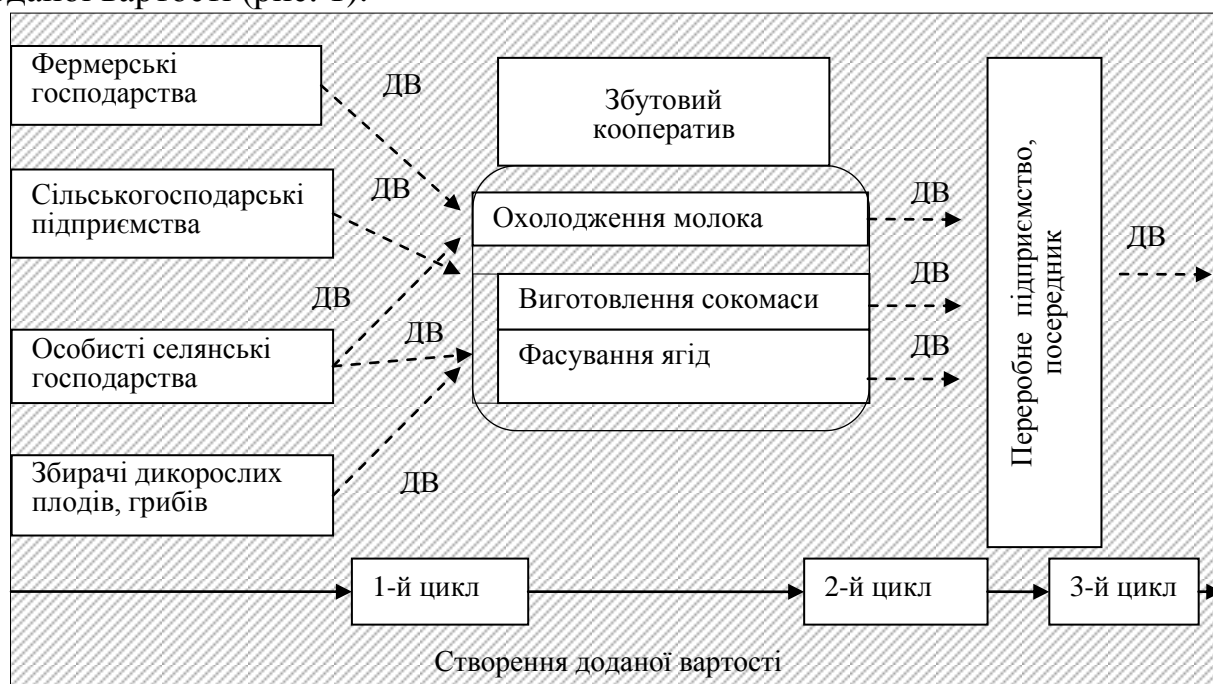 даної вартості (рис. 1).
Фермерські
господарства
ДВ
Збутовий
кооператив
Сільськогосподарські
підприємства
ДВ
Охолодження молока
ДВ
ДВ
Виготовлення сокомаси
ДВ
ДВ
Особисті селянські
господарства
ДВ
Фасування ягід
ДВ
Переробне підприємство,
посередник
Збирачі дикорослих
плодів, грибів
ДВ
1-й цикл
2-й цикл
3-й цикл
Створення доданої вартості